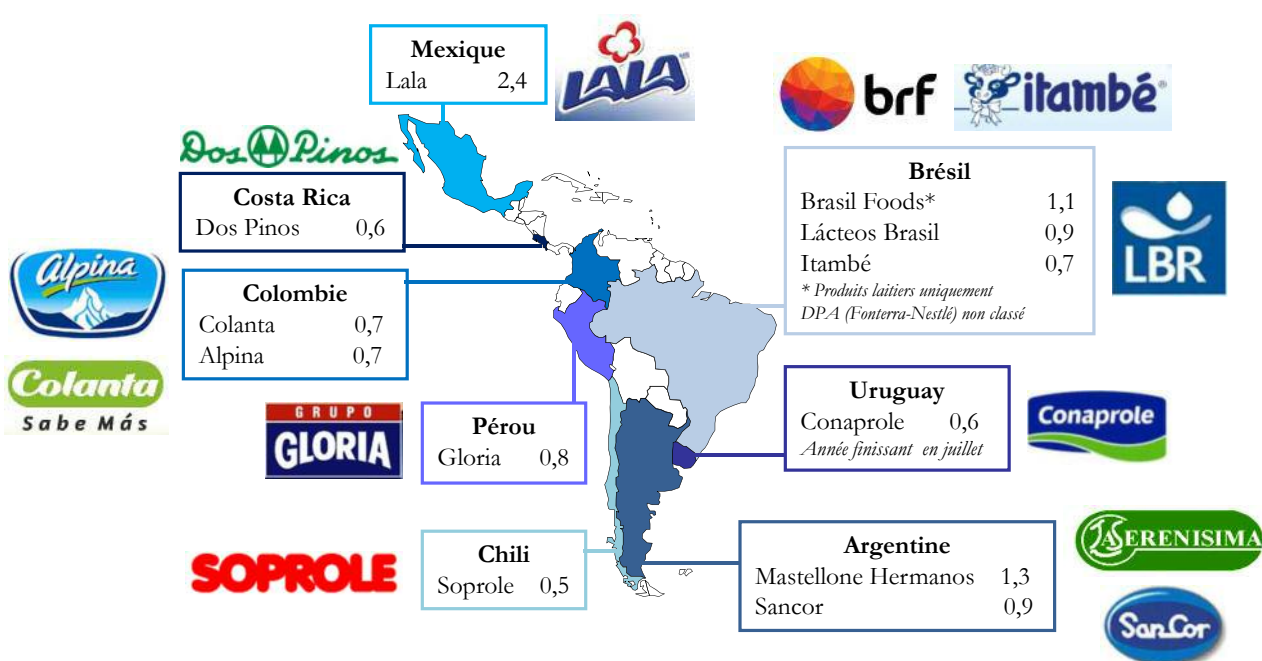 Mexique
Lala 2,4
LALA
brf
itambé
Dos Pinos
Costa Rica
Dos Pinos 0,6
Brésil
Brasil Foods* 1,1
Lácteos Brasil 0,9
Itambé 0,7
* Produits laitiers uniquement
DPA (Fonterra-Nestlé) non classé
LBR
alpina
Colombie
Colanta 0,7
Alpina 0,7
Colanta
Sabe Más
GRUPO
GLORIA
Pérou
Gloria 0,8
Uruguay
Conaprole 0,6
Année finissant en juillet
Conaprole
SOPROLE
Chili
Soprole 0,5
Argentine
Mastellone Hermanos 1,3
Sancor 0,9
LA SERENISIMA
SanCor